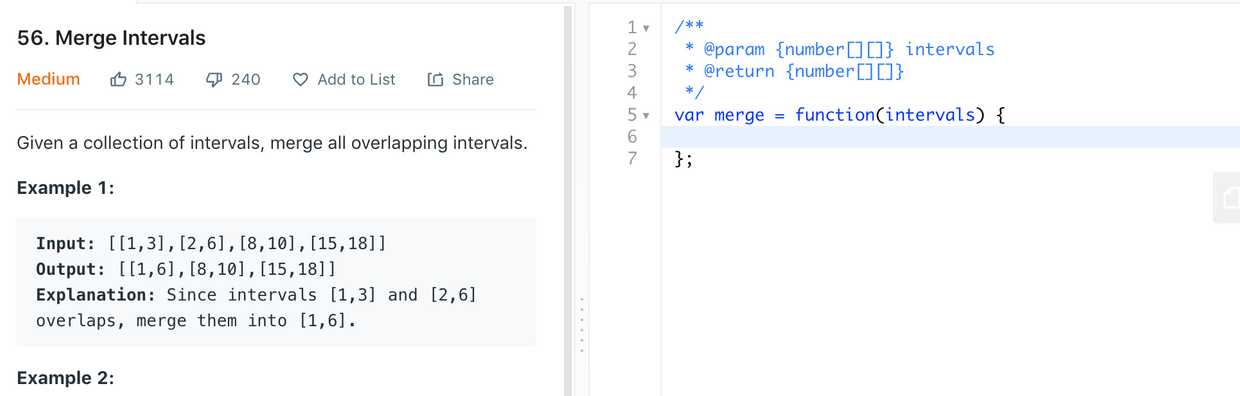 56. Merge Intervals
Medium 3114 240 Add to List Share
Given a collection of intervals, merge all overlapping intervals.
Example 1:
Input: [[1,3],[2,6],[8,10],[15,18]]
Output: [[1,6],[8,10],[15,18]]
Explanation: Since intervals [1,3] and [2,6]
overlaps, merge them into [1,6].
Example 2:
1 /**
2  * @param {number[][]} intervals
3  * @return {number[][]}
4  */
5 var merge = function(intervals) {
6
7 };